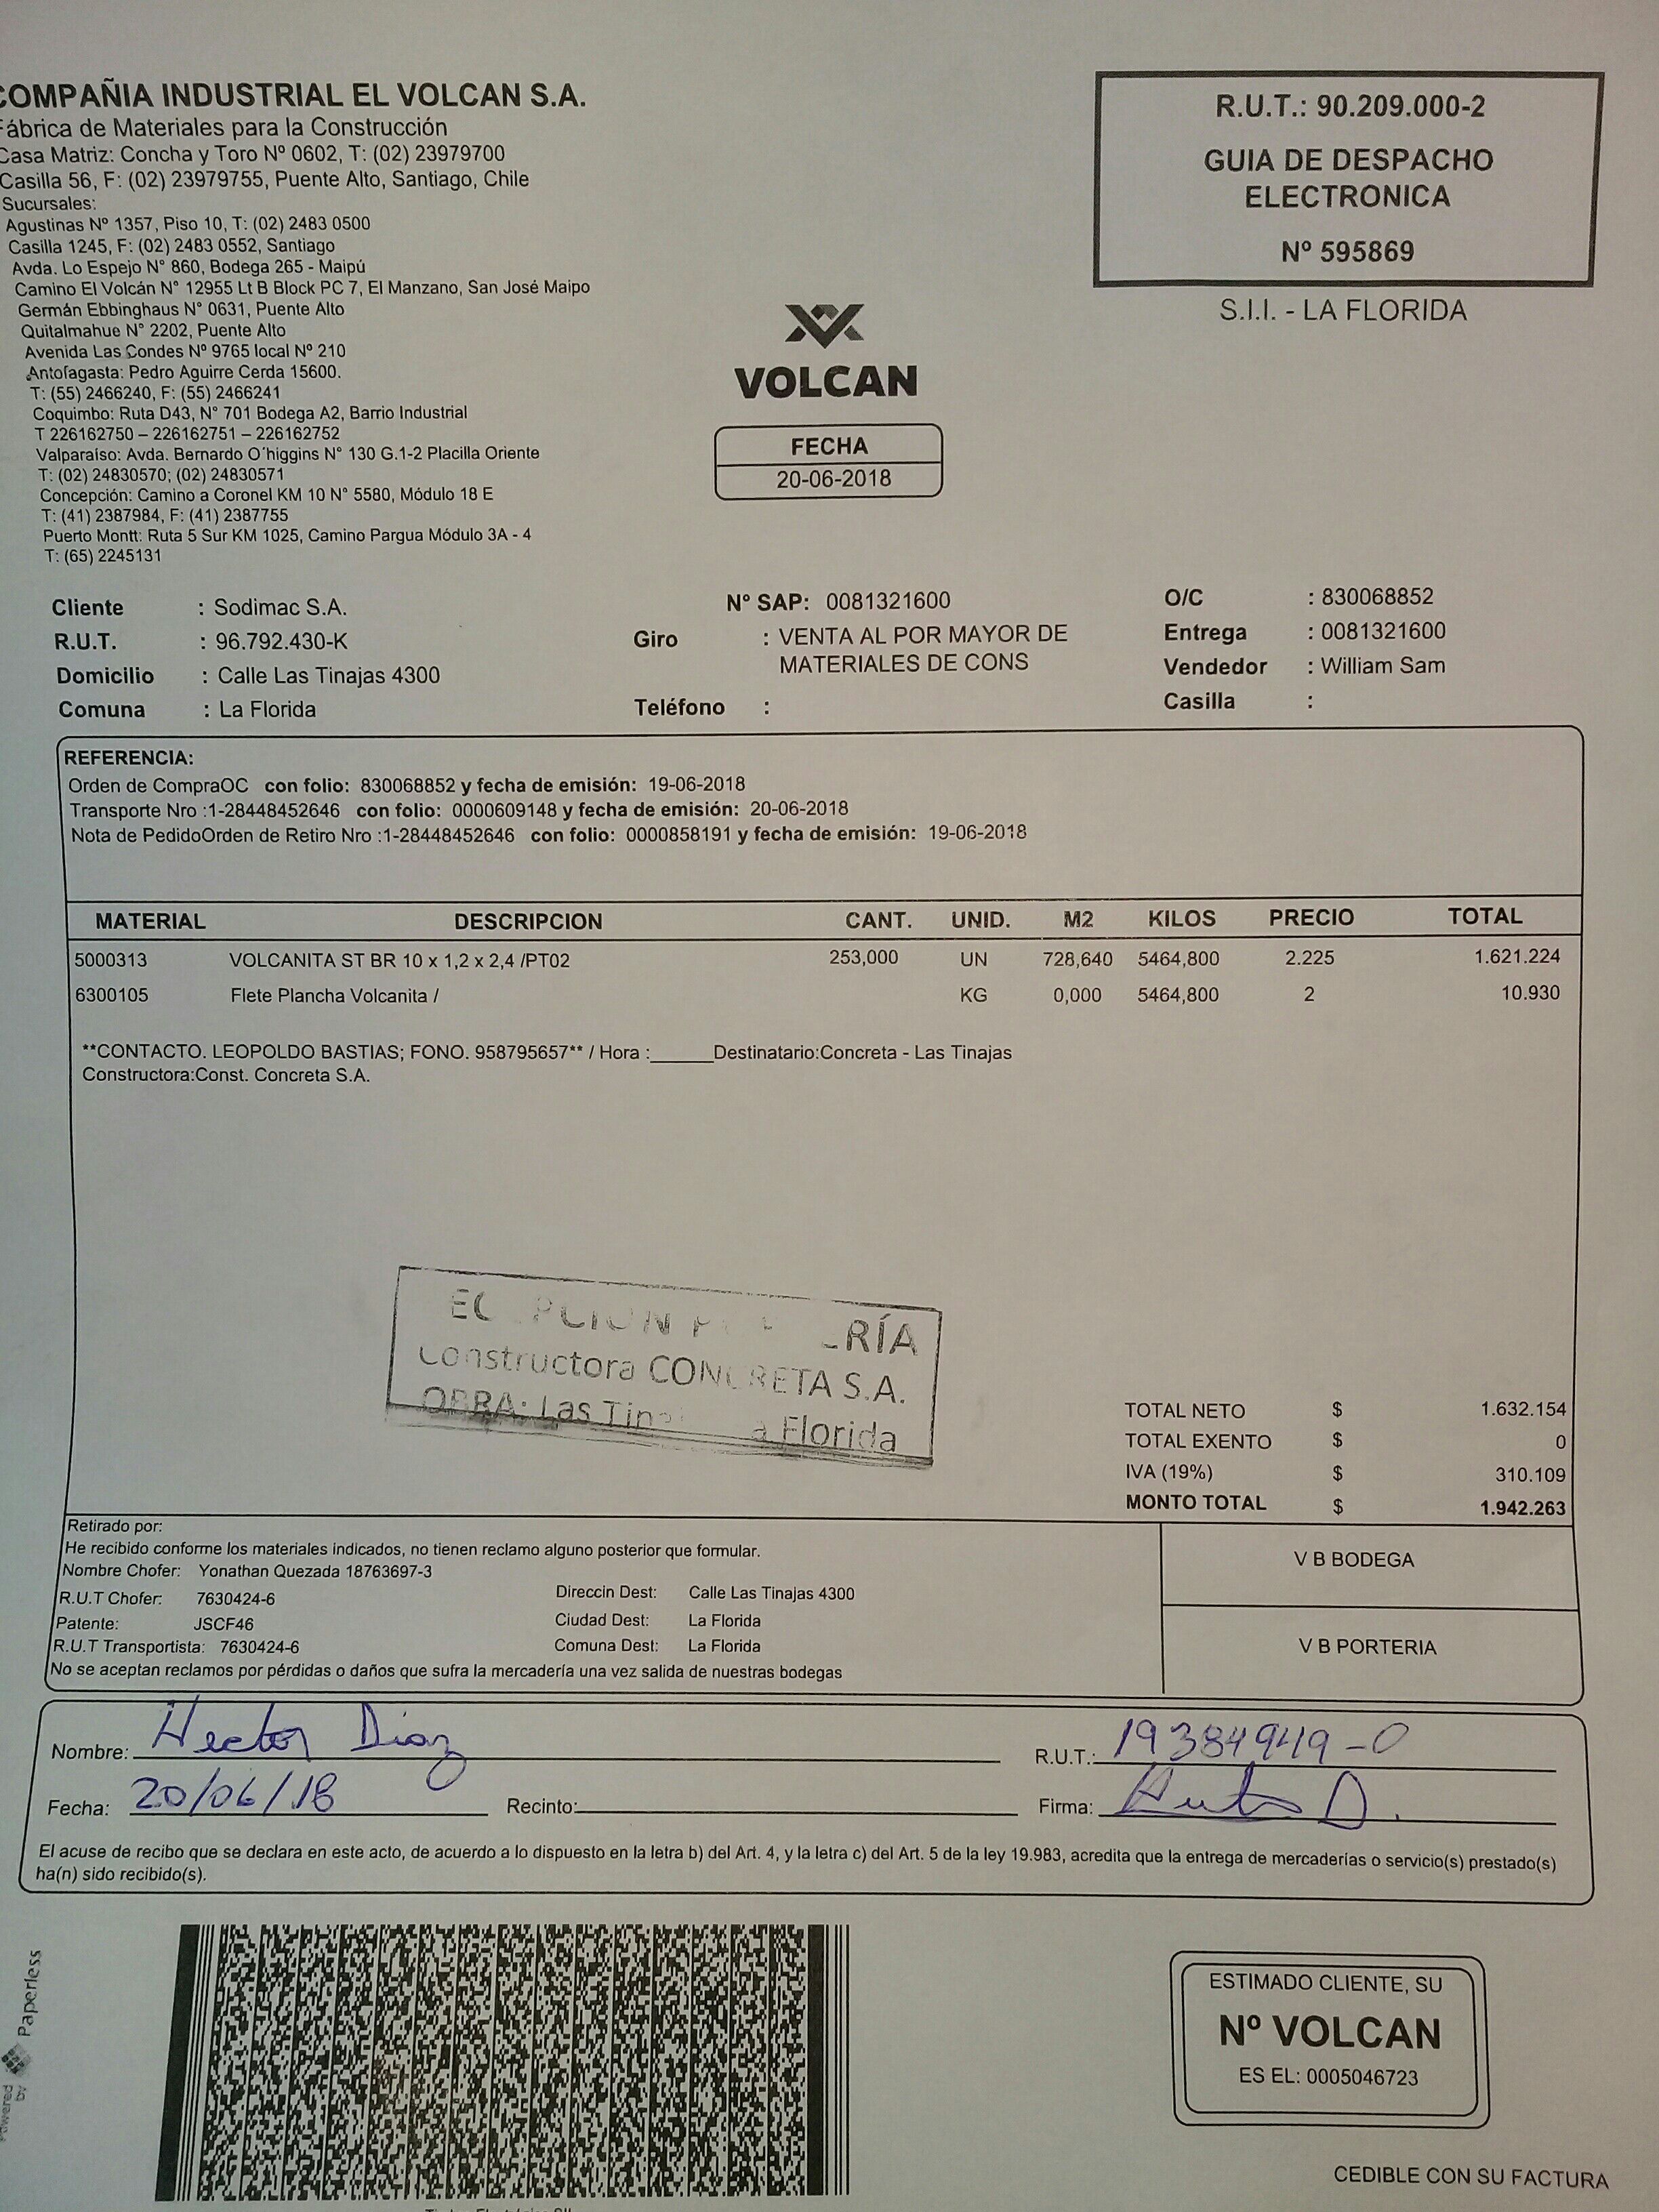 COMPAÑIA INDUSTRIAL EL VOLCAN S.A.
Fábrica de Materiales para la Construcción
Casa Matriz: Concha y Toro Nº 0602, T: (02) 23979700
Casilla 56, F: (02) 23979755, Puente Alto, Santiago, Chile
Sucursales:
Agustinas Nº 1357, Piso 10, T: (02) 2483 0500
Casilla 1245, F: (02) 2483 0552, Santiago
Avda. Lo Espejo N° 860, Bodega 265 - Maipú
Camino El Volcán N° 12955 Lt B Block PC 7, El Manzano, San José Maipo
Germán Ebbinghaus N° 0631, Puente Alto
Quitalmahue N° 2202, Puente Alto
Avenida Las Condes Nº 9765 local Nº 210
Antofagasta: Pedro Aguirre Cerda 15600.
T: (55) 2466240, F: (55) 2466241
Coquimbo: Ruta D43, N° 701 Bodega A2, Barrio Industrial
T 226162750 – 226162751 – 226162752
Valparaíso: Avda. Bernardo O´higgins N° 130 G.1-2 Placilla Oriente
T: (02) 24830570; (02) 24830571
Concepción: Camino a Coronel KM 10 N° 5580, Módulo 18 E
T: (41) 2387984, F: (41) 2387755
Puerto Montt: Ruta 5 Sur KM 1025, Camino Pargua Módulo 3A - 4
T: (65) 2245131
VOLCAN
FECHA
20-06-2018
R.U.T.: 90.209.000-2
GUIA DE DESPACHO
ELECTRONICA
Nº 595869
S.I.I. - LA FLORIDA
Cliente : Sodimac S.A.
R.U.T. : 96.792.430-K
Domicilio : Calle Las Tinajas 4300
Comuna : La Florida
Nº SAP: 0081321600
Giro : VENTA AL POR MAYOR DE
MATERIALES DE CONS
Teléfono :
O/C : 830068852
Entrega : 0081321600
Vendedor : William Sam
Casilla :
REFERENCIA:
Orden de CompraOC con folio: 830068852 y fecha de emisión: 19-06-2018
Transporte Nro :1-28448452646 con folio: 0000609148 y fecha de emisión: 20-06-2018
Nota de PedidoOrden de Retiro Nro :1-28448452646 con folio: 0000858191 y fecha de emisión: 19-06-2018
MATERIAL DESCRIPCION CANT. UNID. M2 KILOS PRECIO TOTAL
5000313 VOLCANITA ST BR 10 x 1,2 x 2,4 /PT02 253,000 UN 728,640 5464,800 2.225 1.621.224
6300105 Flete Plancha Volcanita / KG 0,000 5464,800 2 10.930
**CONTACTO. LEOPOLDO BASTIAS; FONO. 958795657** / Hora :______Destinatario:Concreta - Las Tinajas
Constructora:Const. Concreta S.A.
Constructora CONCRETA S.A.
OBRA: Las Florida
TOTAL NETO $ 1.632.154
TOTAL EXENTO $ 0
IVA (19%) $ 310.109
MONTO TOTAL $ 1.942.263
Retirado por:
He recibido conforme los materiales indicados, no tienen reclamo alguno posterior que formular.
Nombre Chofer: Yonathan Quezada 18763697-3
R.U.T Chofer: 7630424-6 Direccin Dest: Calle Las Tinajas 4300
Patente: JSCF46 Ciudad Dest: La Florida
R.U.T Transportista: 7630424-6 Comuna Dest: La Florida
No se aceptan reclamos por pérdidas o daños que sufra la mercadería una vez salida de nuestras bodegas
V B BODEGA
V B PORTERIA
Nombre: Hector Diaz R.U.T.: 19384949-0
Fecha: 20/06/18 Recinto: Firma: D.
El acuse de recibo que se declara en este acto, de acuerdo a lo dispuesto en la letra b) del Art. 4, y la letra c) del Art. 5 de la ley 19.983, acredita que la entrega de mercaderías o servicio(s) prestado(s)
ha(n) sido recibido(s).
Powered by Paperless
ESTIMADO CLIENTE, SU
Nº VOLCAN
ES EL: 0005046723
CEDIBLE CON SU FACTURA